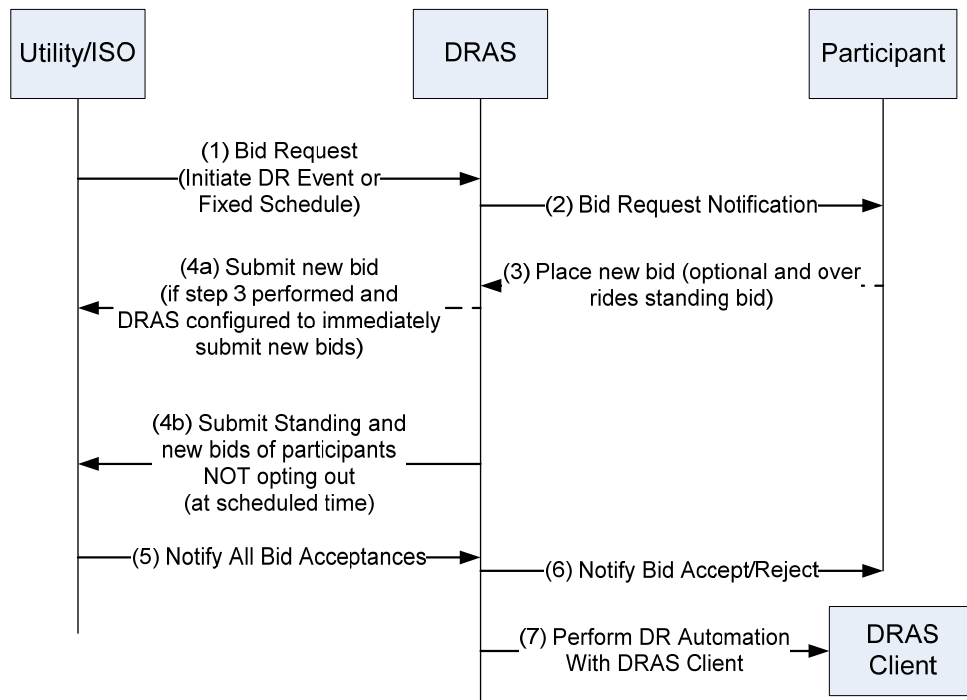 Utility/ISO
DRAS
Participant
(1) Bid Request
(Initiate DR Event or
Fixed Schedule)
(2) Bid Request Notification
(3) Place new bid (optional and over
rides standing bid)
(4a) Submit new bid
(if step 3 performed and
DRAS configured to immediately
submit new bids)
(4b) Submit Standing and
new bids of participants
NOT opting out
(at scheduled time)
(5) Notify All Bid Acceptances
(6) Notify Bid Accept/Reject
(7) Perform DR Automation
With DRAS Client
DRAS
Client